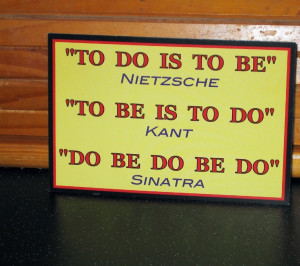 "TO DO IS TO BE"
NIETZSCHE
"TO BE IS TO DO"
KANT
"DO BE DO BE DO"
SINATRA